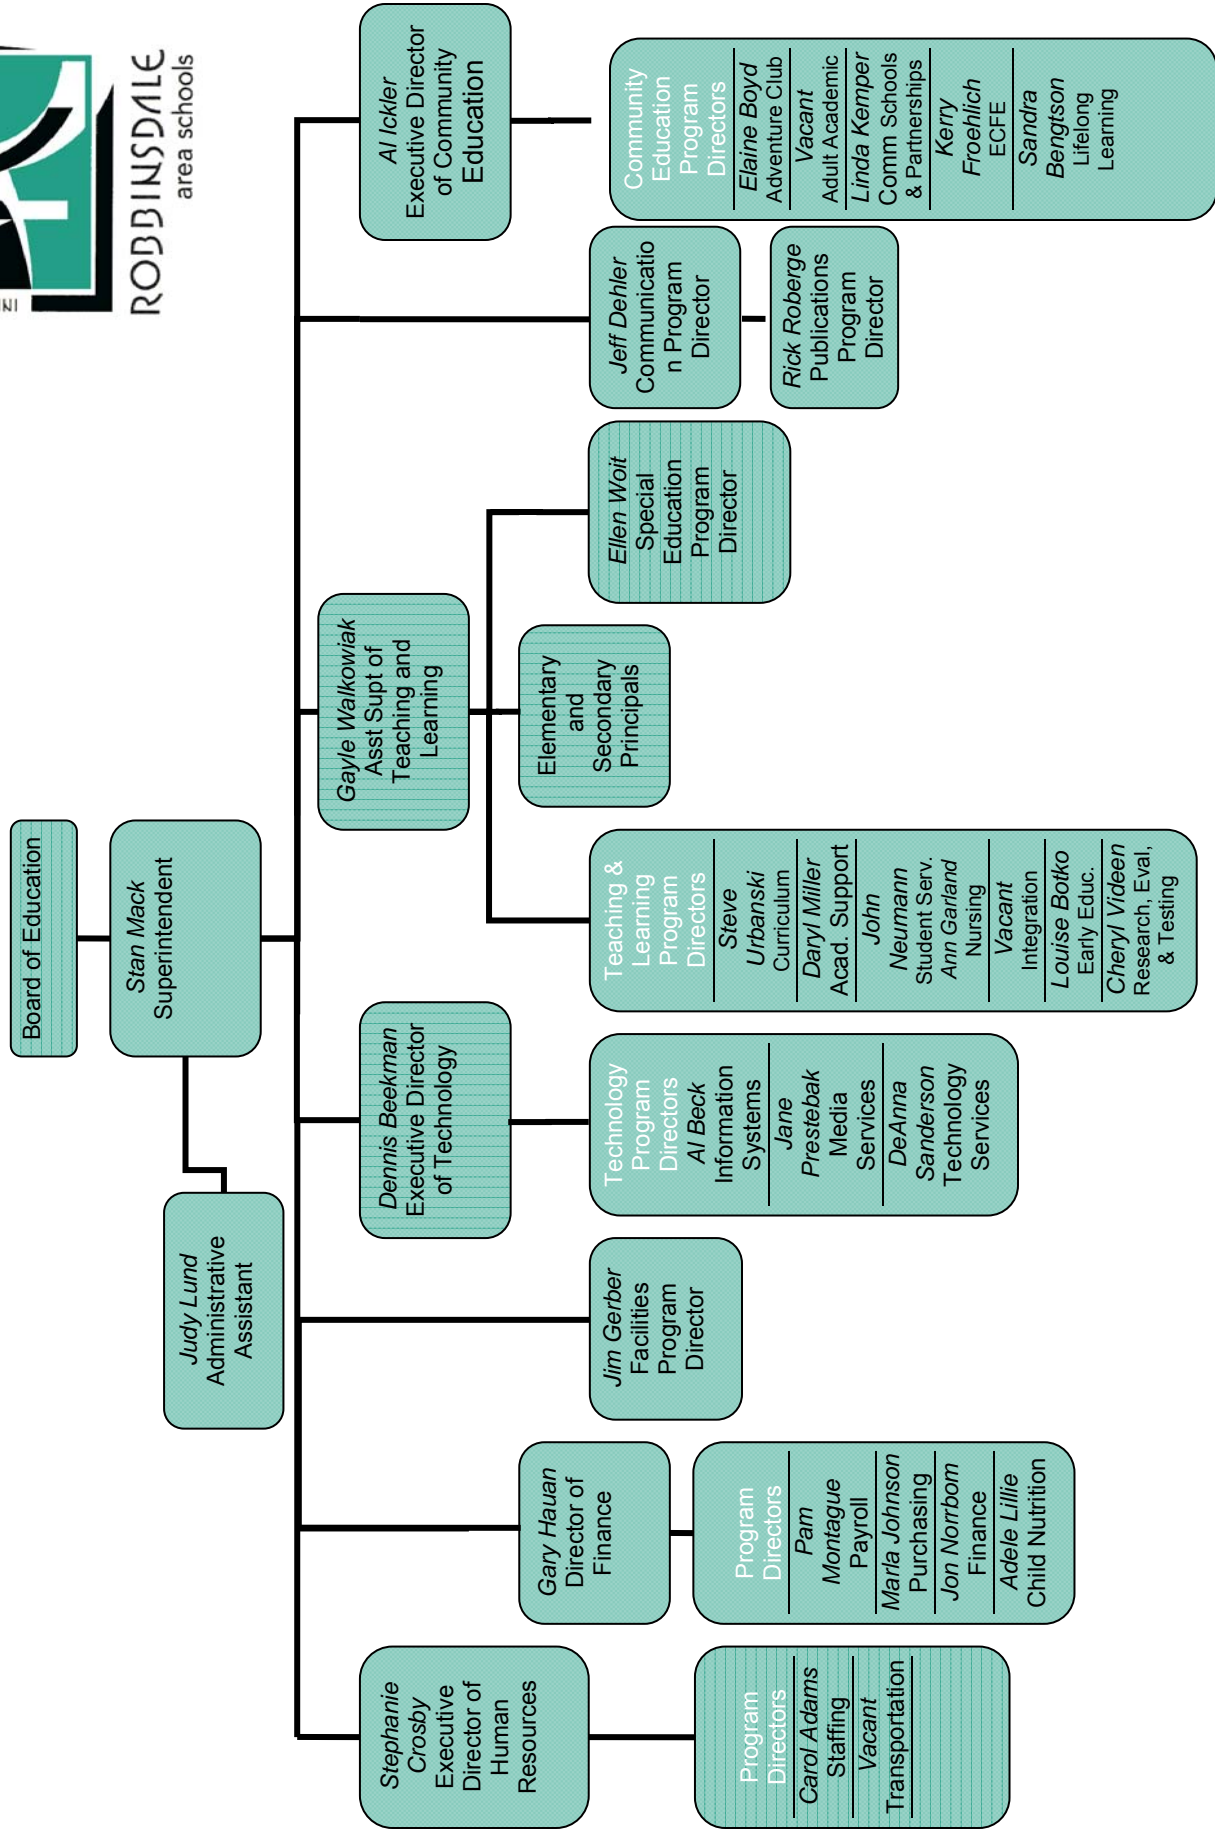 INI
ROBBINSDALE
area schools
Board of Education
Stan Mack
Superintendent
Judy Lund
Administrative
Assistant
Stephanie
Crosby
Executive
Director of
Human
Resources
Program
Directors
Carol Adams
Staffing
Vacant
Transportation
Gary Hauan
Director of
Finance
Program
Directors
Pam
Montague
Payroll
Marla Johnson
Purchasing
Jon Norrbom
Finance
Adele Lillie
Child Nutrition
Jim Gerber
Facilities
Program
Director
Dennis Beekman
Executive Director
of Technology
Technology
Program
Directors
Al Beck
Information
Systems
Jane
Prestebak
Media
Services
DeAnna
Sanderson
Technology
Services
Gayle Walkowiak
Asst Supt of
Teaching and
Learning
Teaching &
Learning
Program
Directors
Steve
Urbanski
Curriculum
Daryl Miller
Acad. Support
John
Neumann
Student Serv.
Ann Garland
Nursing
Vacant
Integration
Louise Botko
Early Educ.
Cheryl Videen
Research, Eval,
& Testing
Elementary
and
Secondary
Principals
Ellen Woit
Special
Education
Program
Director
Jeff Dehler
Communicatio
n Program
Director
Rick Roberge
Publications
Program
Director
Al Ickler
Executive Director
of Community
Education
Community
Education
Program
Directors
Elaine Boyd
Adventure Club
Vacant
Adult Academic
Linda Kemper
Comm Schools
& Partnerships
Kerry
Froehlich
ECFE
Sandra
Bengtson
Lifelong
Learning